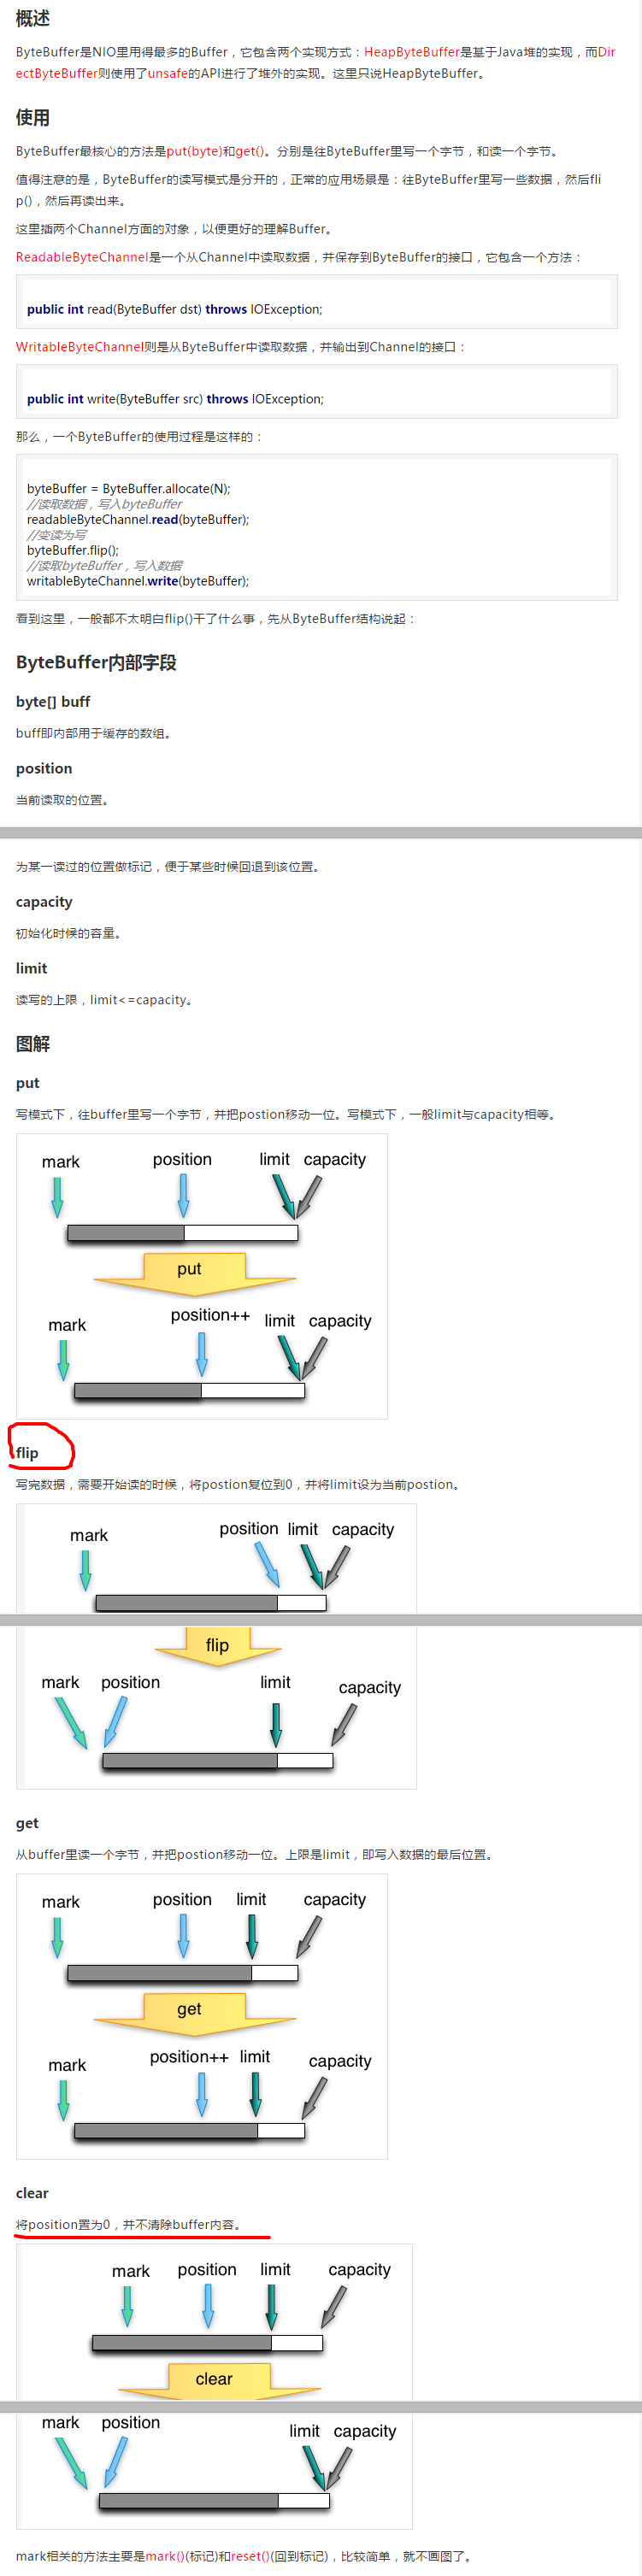 概述
ByteBuffer是NIO里用得最多的Buffer，它包含两个实现方式：HeapByteBuffer是基于Java堆的实现，而Dir
ectByteBuffer则使用了unsafe的API进行了堆外的实现。这里只说HeapByteBuffer。
使用
ByteBuffer最核心的方法是put(byte)和get()。分别是往ByteBuffer里写一个字节，和读一个字节。
值得注意的是，ByteBuffer的读写模式是分开的，正常的应用场景是：往ByteBuffer里写一些数据，然后fli
p()，然后再读出来。
这里插两个Channel方面的对象，以便更好的理解Buffer。
ReadableByteChannel是一个从Channel中读取数据，并保存到ByteBuffer的接口，它包含一个方法：
public int read(ByteBuffer dst) throws IOException;
WritableByteChannel则是从ByteBuffer中读取数据，并输出到Channel的接口：
public int write(ByteBuffer src) throws IOException;
那么，一个ByteBuffer的使用过程是这样的：
byteBuffer = ByteBuffer.allocate(N);
//读取数据，写入byteBuffer
readableByteChannel.read(byteBuffer);
//变读为写
byteBuffer.flip();
//读取byteBuffer，写入数据
writableByteChannel.write(byteBuffer);
看到这里，一般都不太明白flip()干了什么事，先从ByteBuffer结构说起：
ByteBuffer内部字段
byte[] buff
buff即内部用于缓存的数组。
position
当前读取的位置。
为某一读过的位置做标记，便于某些时候回退到该位置。
capacity
初始化时候的容量。
limit
读写的上限，limit<=capacity。
图解
put
写模式下，往buffer里写一个字节，并把postion移动一位。写模式下，一般limit与capacity相等。
mark position limit capacity
put
mark position++ limit capacity
flip
写完数据，需要开始读的时候，将postion复位到0，并将limit设为当前postion。
mark position limit capacity
flip
mark position limit capacity
get
从buffer里读一个字节，并把postion移动一位。上限是limit，即写入数据的最后位置。
mark position limit capacity
get
mark position++ limit capacity
clear
将position置为0，并不清除buffer内容。
mark position limit capacity
clear
mark position limit capacity
mark相关的方法主要是mark()(标记)和reset()(回到标记)，比较简单，就不画图了。